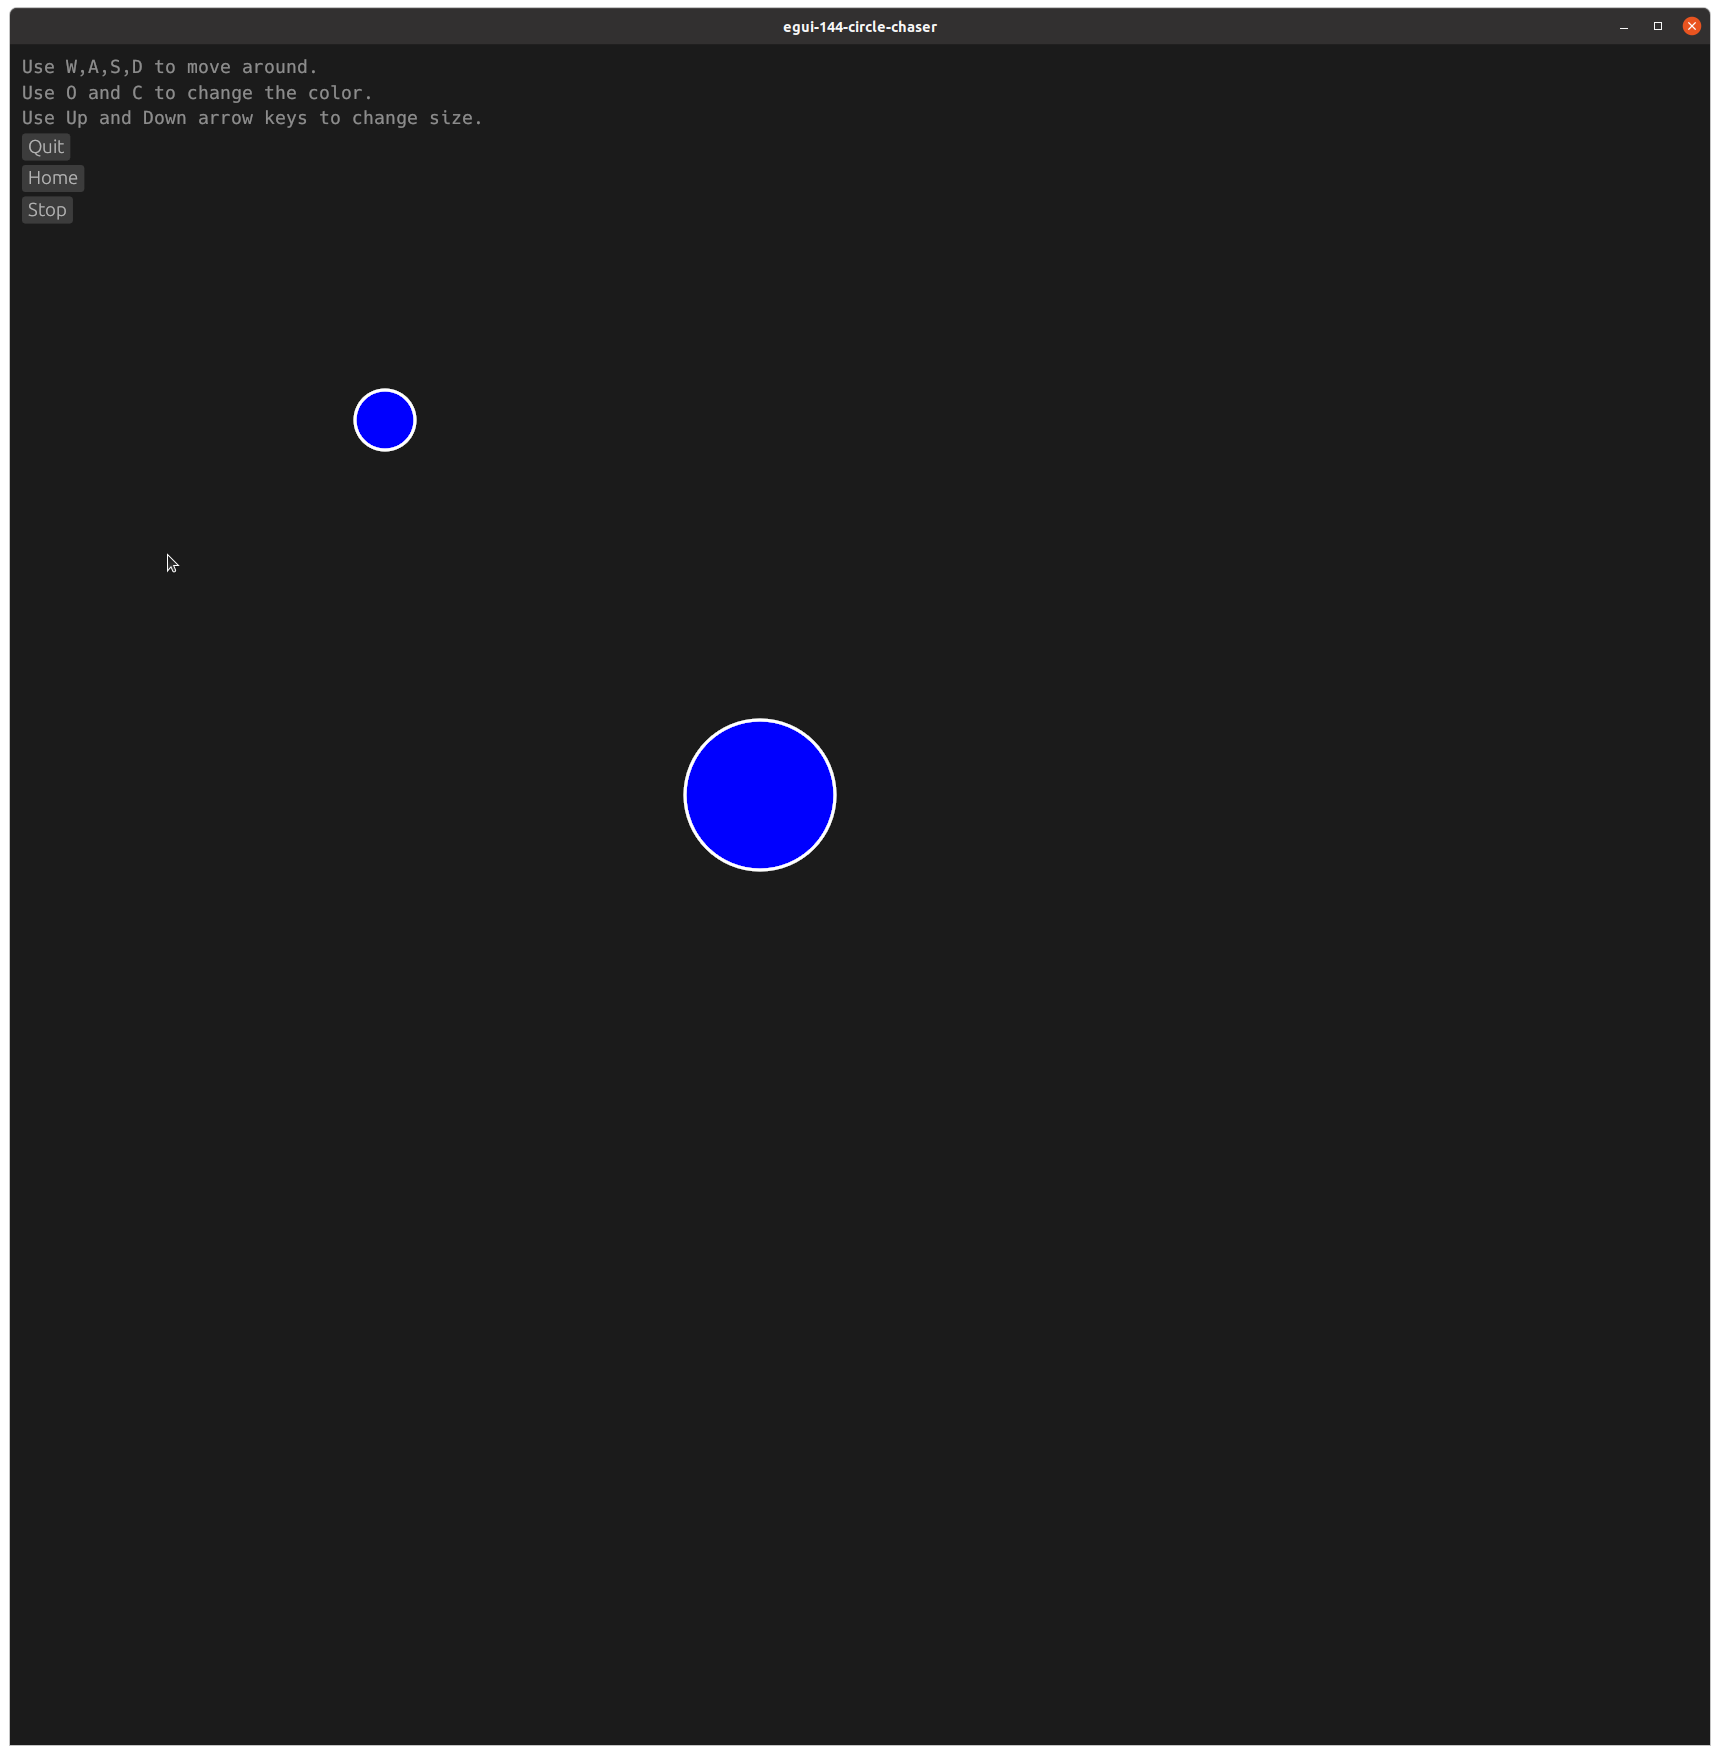 egui-144-circle-chaser
Use W,A,S,D to move around.
Use O and C to change the color.
Use Up and Down arrow keys to change size.
Quit
Home
Stop